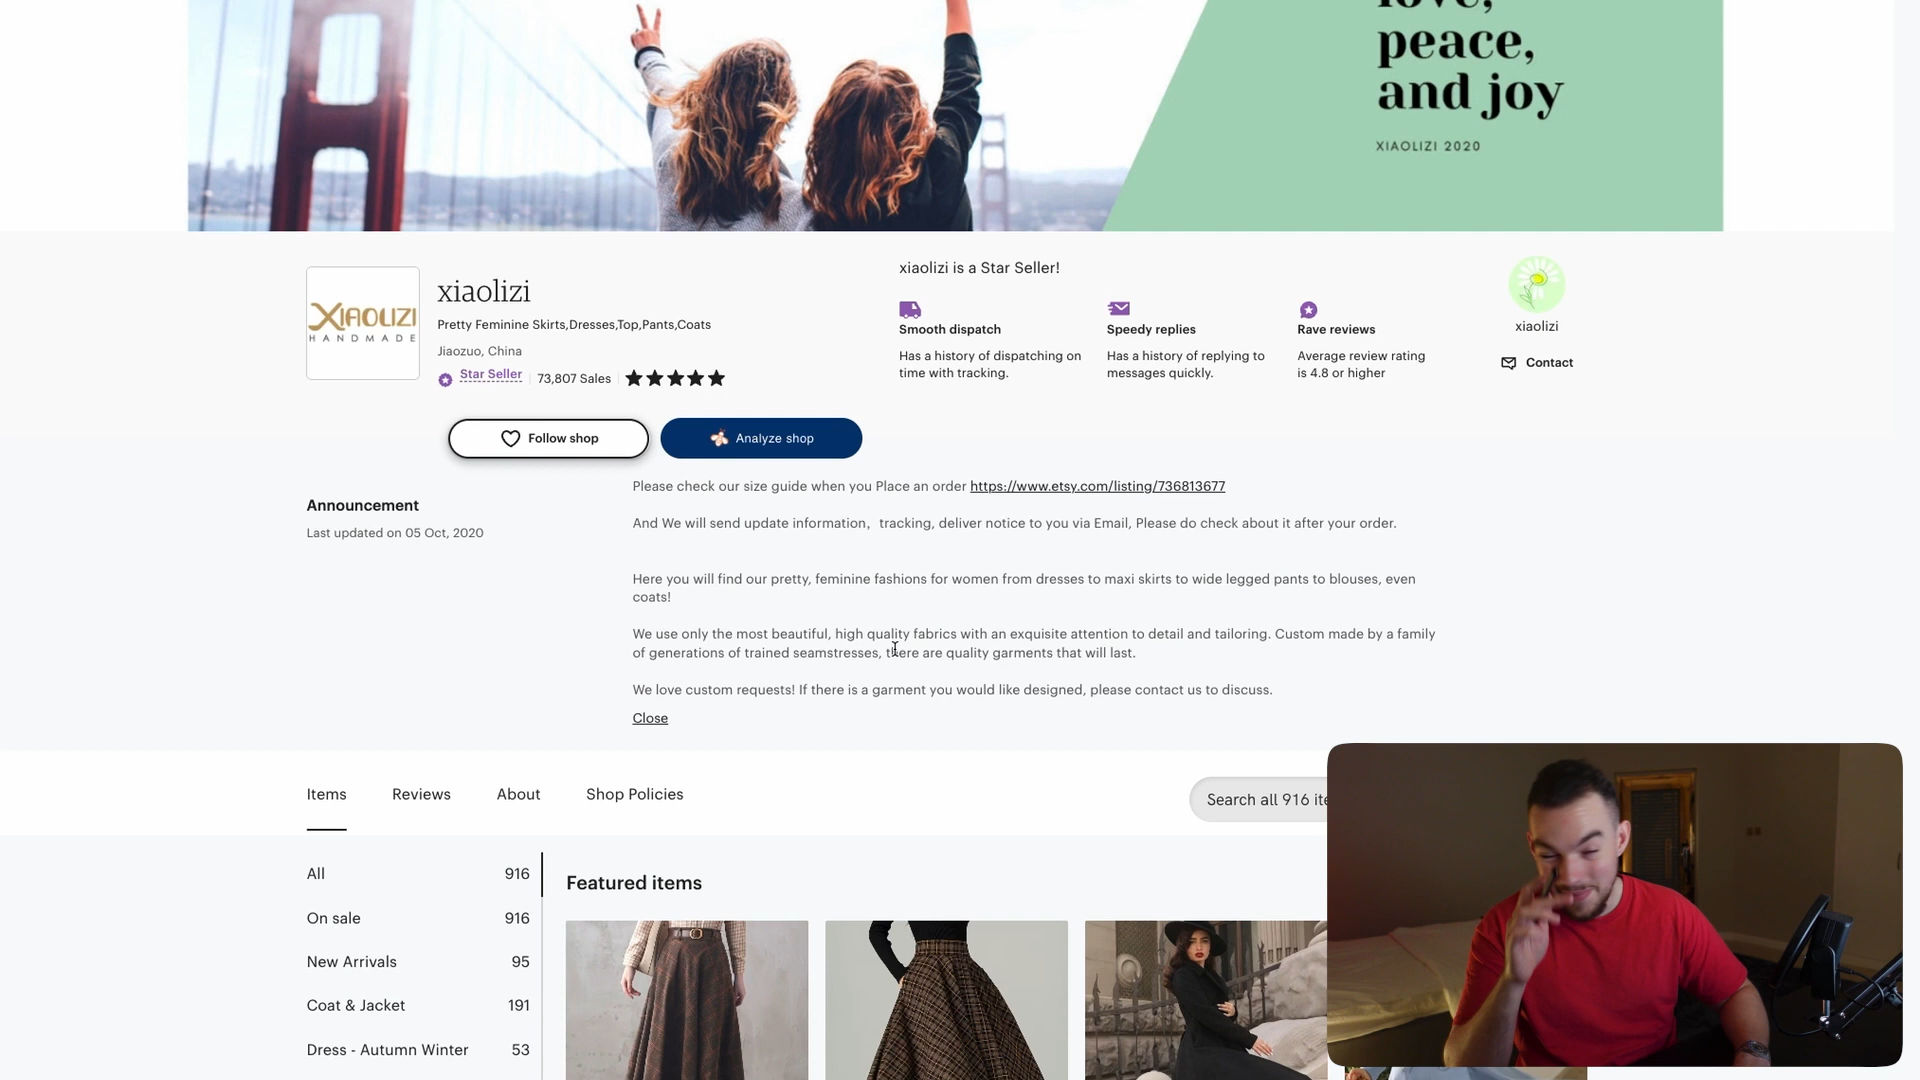 love,
peace,
and joy
XIAOLIZI 2020
XIAOLIZI
HANDMADE
xiaolizi
Pretty Feminine Skirts,Dresses,Top,Pants,Coats
Jiaozuo, China
Star Seller
73,807 Sales
xiaolizi is a Star Seller!
Smooth dispatch
Has a history of dispatching on
time with tracking.
Speedy replies
Has a history of replying to
messages quickly.
Rave reviews
Average review rating
is 4.8 or higher
xiaolizi
Contact
Follow shop
Analyze shop
Announcement
Last updated on 05 Oct, 2020
Please check our size guide when you Place an order https://www.etsy.com/listing/736813677
And We will send update information，tracking, deliver notice to you via Email, Please do check about it after your order.
Here you will find our pretty, feminine fashions for women from dresses to maxi skirts to wide legged pants to blouses, even
coats!
We use only the most beautiful, high quality fabrics with an exquisite attention to detail and tailoring. Custom made by a family
of generations of trained seamstresses, there are quality garments that will last.
We love custom requests! If there is a garment you would like designed, please contact us to discuss.
Close
Items
Reviews
About
Shop Policies
Search all 916 ite
All 916
On sale 916
New Arrivals 95
Coat & Jacket 191
Dress - Autumn Winter 53
Featured items